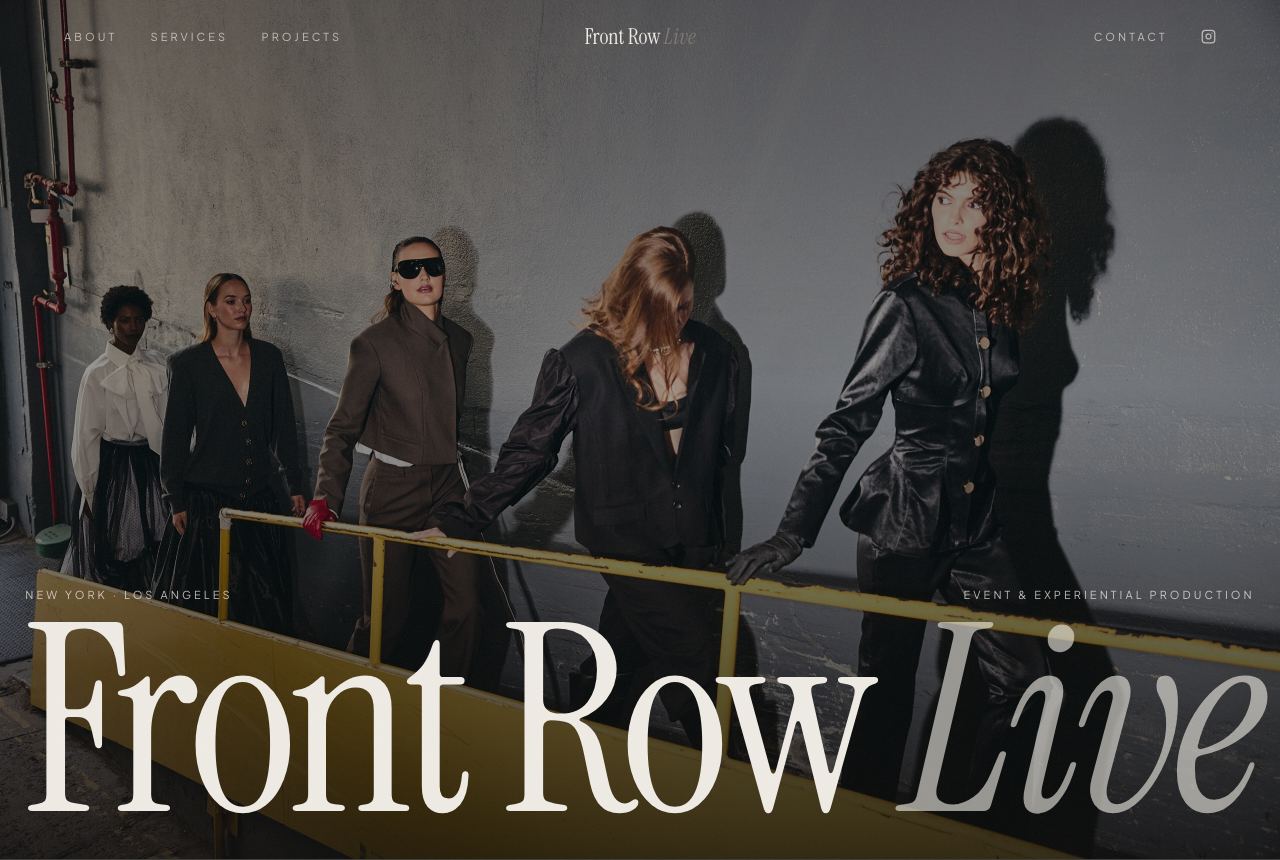 ABOUT SERVICES PROJECTS Front Row Live CONTACT
NEW YORK · LOS ANGELES EVENT & EXPERIENTIAL PRODUCTION
Front Row Live